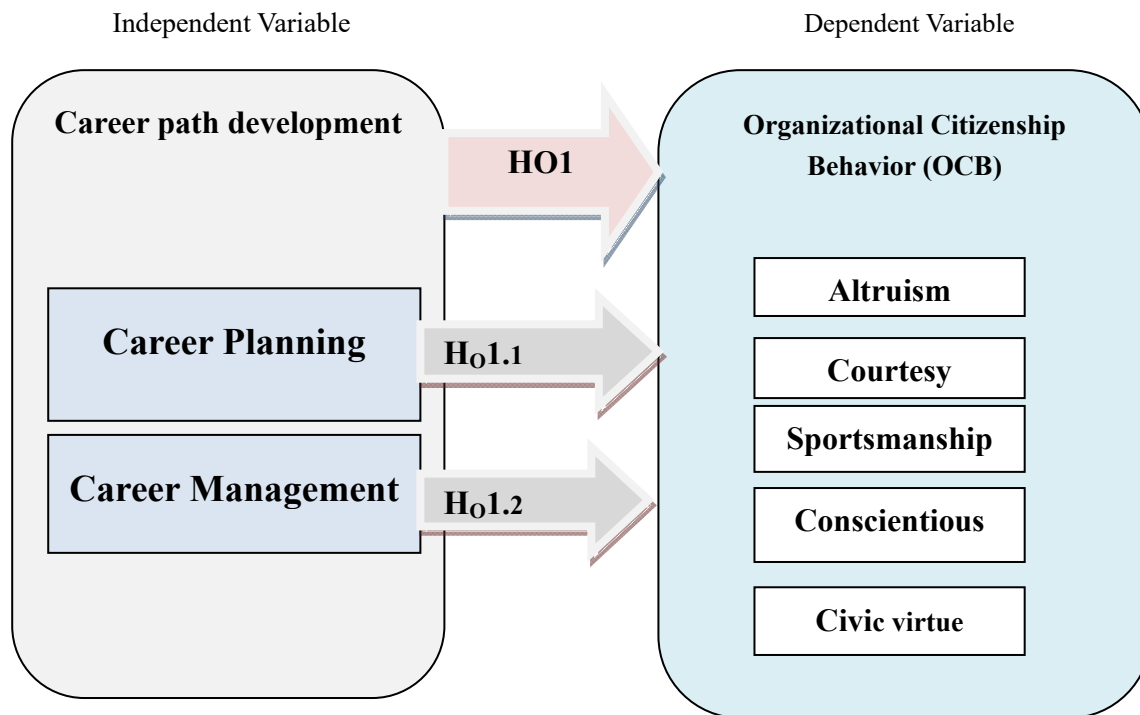 Independent Variable
Dependent Variable
Career path development
HO1
Organizational Citizenship
Behavior (OCB)
Altruism
Career Planning
HO1.1
Courtesy
Sportsmanship
Career Management
HO1.2
Conscientious
Civic virtue